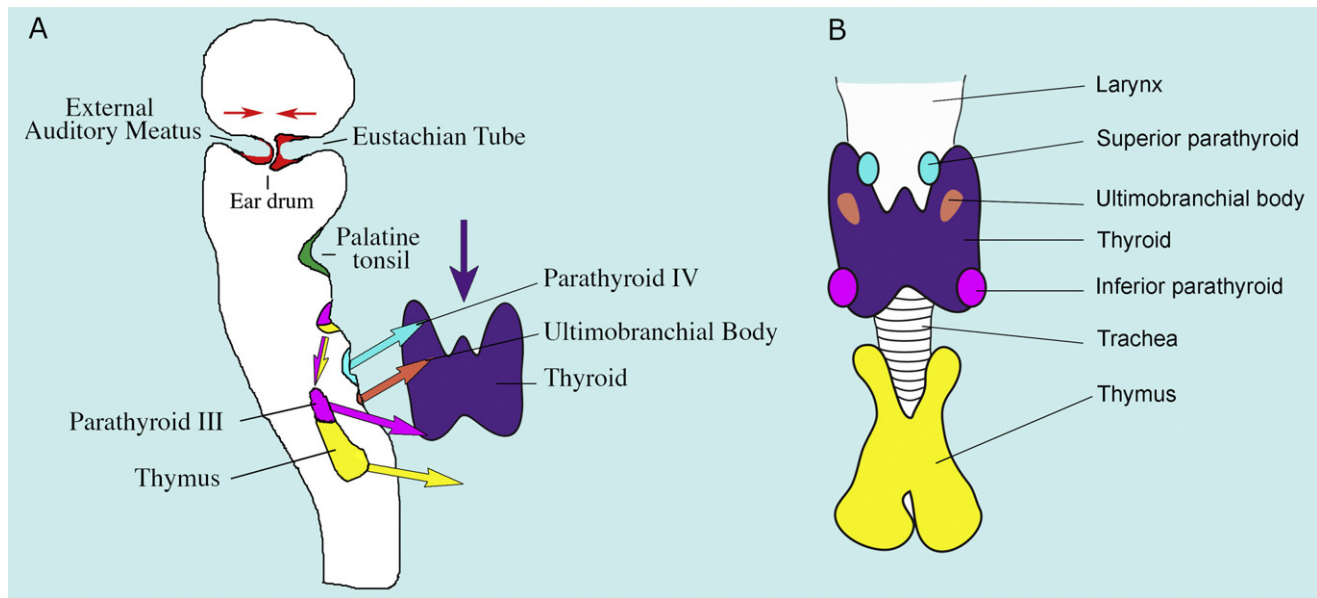 A
External
Auditory Meatus
Eustachian Tube
Ear drum
Palatine
tonsil
Parathyroid IV
Ultimobranchial Body
Thyroid
Parathyroid III
Thymus
B
Larynx
Superior parathyroid
Ultimobranchial body
Thyroid
Inferior parathyroid
Trachea
Thymus